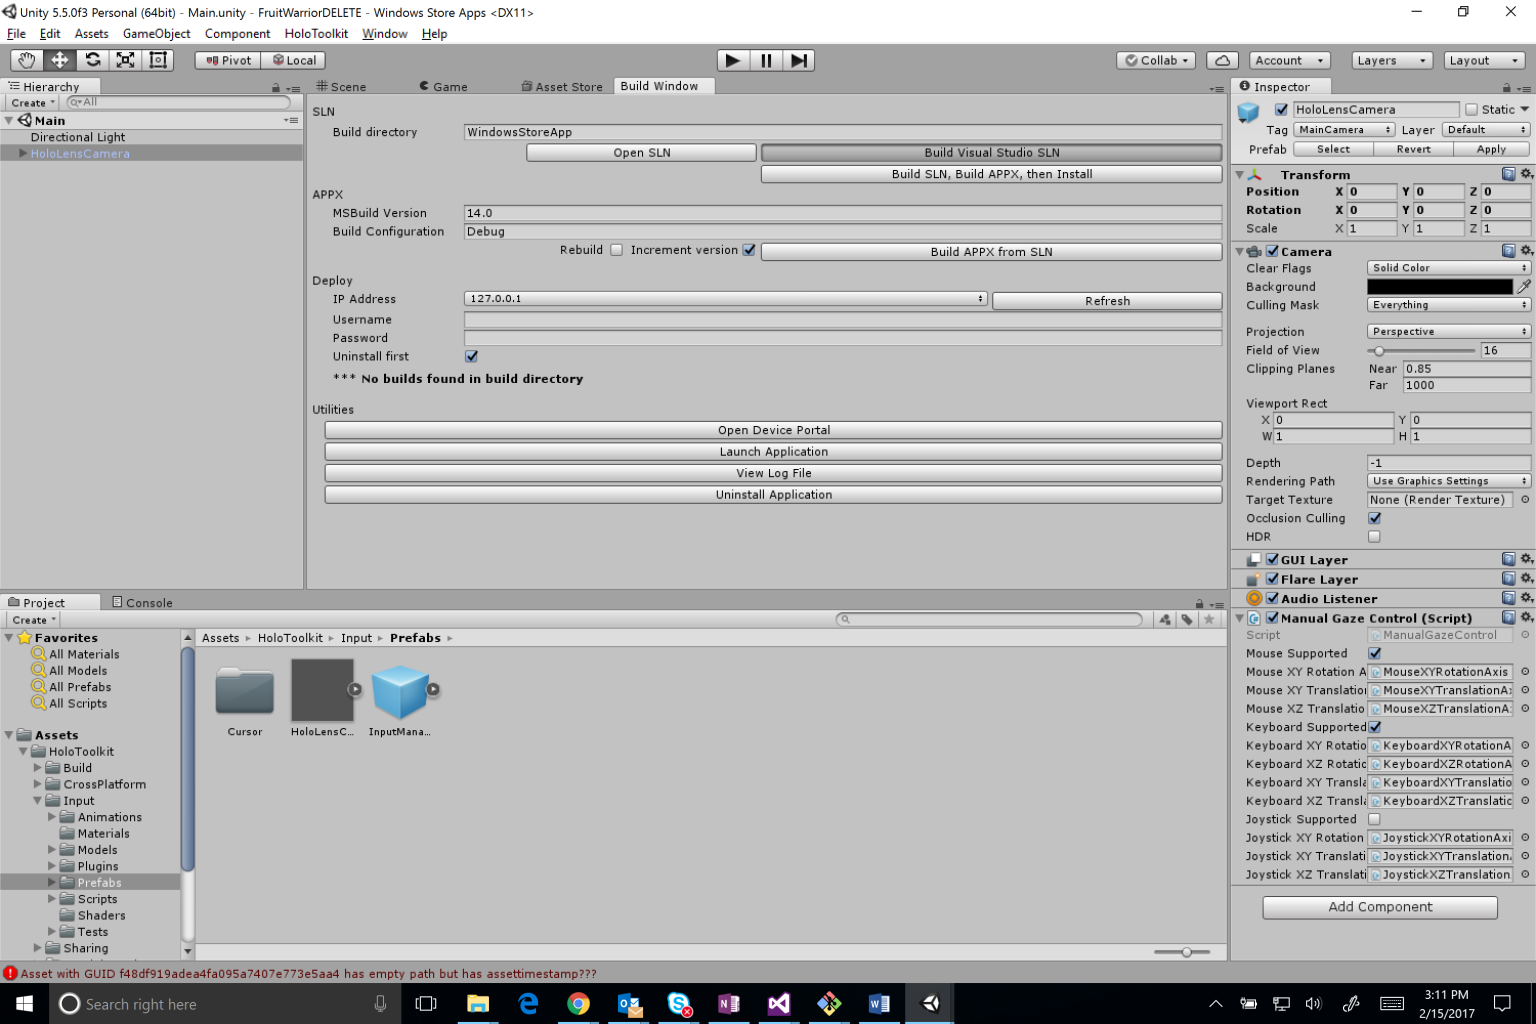 Unity 5.5.0f3 Personal (64bit) - Main.unity - FruitWarriorDELETE - Windows Store Apps <DX11>
File Edit Assets GameObject Component HoloToolkit Window Help
Pivot Local Collab Account Layers Layout
Hierarchy
Create All
Main
Directional Light
HoloLensCamera
Scene Game Asset Store Build Window
SLN
Build directory WindowsStoreApp
Open SLN Build Visual Studio SLN
Build SLN, Build APPX, then Install
APPX
MSBuild Version 14.0
Build Configuration Debug
Rebuild Increment version Build APPX from SLN
Deploy
IP Address 127.0.0.1 Refresh
Username
Password
Uninstall first
*** No builds found in build directory
Utilities
Open Device Portal
Launch Application
View Log File
Uninstall Application
Inspector
HoloLensCamera Static
Tag MainCamera Layer Default
Prefab Select Revert Apply
Transform
Position X 0 Y 0 Z 0
Rotation X 0 Y 0 Z 0
Scale X 1 Y 1 Z 1
Camera
Clear Flags Solid Color
Background
Culling Mask Everything
Projection Perspective
Field of View 16
Clipping Planes Near 0.85
Far 1000
Viewport Rect
X 0 Y 0
W 1 H 1
Depth -1
Rendering Path Use Graphics Settings
Target Texture None (Render Texture)
Occlusion Culling
HDR
GUI Layer
Flare Layer
Audio Listener
Manual Gaze Control (Script)
Script ManualGazeControl
Mouse Supported
Mouse XY Rotation A MouseXYRotationAxis
Mouse XY Translation MouseXYTranslationA
Mouse XZ Translatio MouseXZTranslationA
Keyboard Supported
Keyboard XY Rotatio KeyboardXYRotationA
Keyboard XZ Rotatio KeyboardXZRotationA
Keyboard XY Transla KeyboardXYTranslatio
Keyboard XZ Transla KeyboardXZTranslatio
Joystick Supported
Joystick XY Rotation JoystickXYRotationAxi
Joystick XY Translati JoystickXYTranslation
Joystick XZ Translati JoystickXZTranslation
Add Component
Project Console
Create
Favorites
All Materials
All Models
All Prefabs
All Scripts
Assets
HoloToolkit
Build
CrossPlatform
Input
Animations
Materials
Models
Plugins
Prefabs
Scripts
Shaders
Tests
Sharing
Assets HoloToolkit Input Prefabs
Cursor HoloLensC... InputMana...
Asset with GUID f48df919adea4fa095a7407e773e5aa4 has empty path but has assettimestamp???
Search right here
3:11 PM
2/15/2017